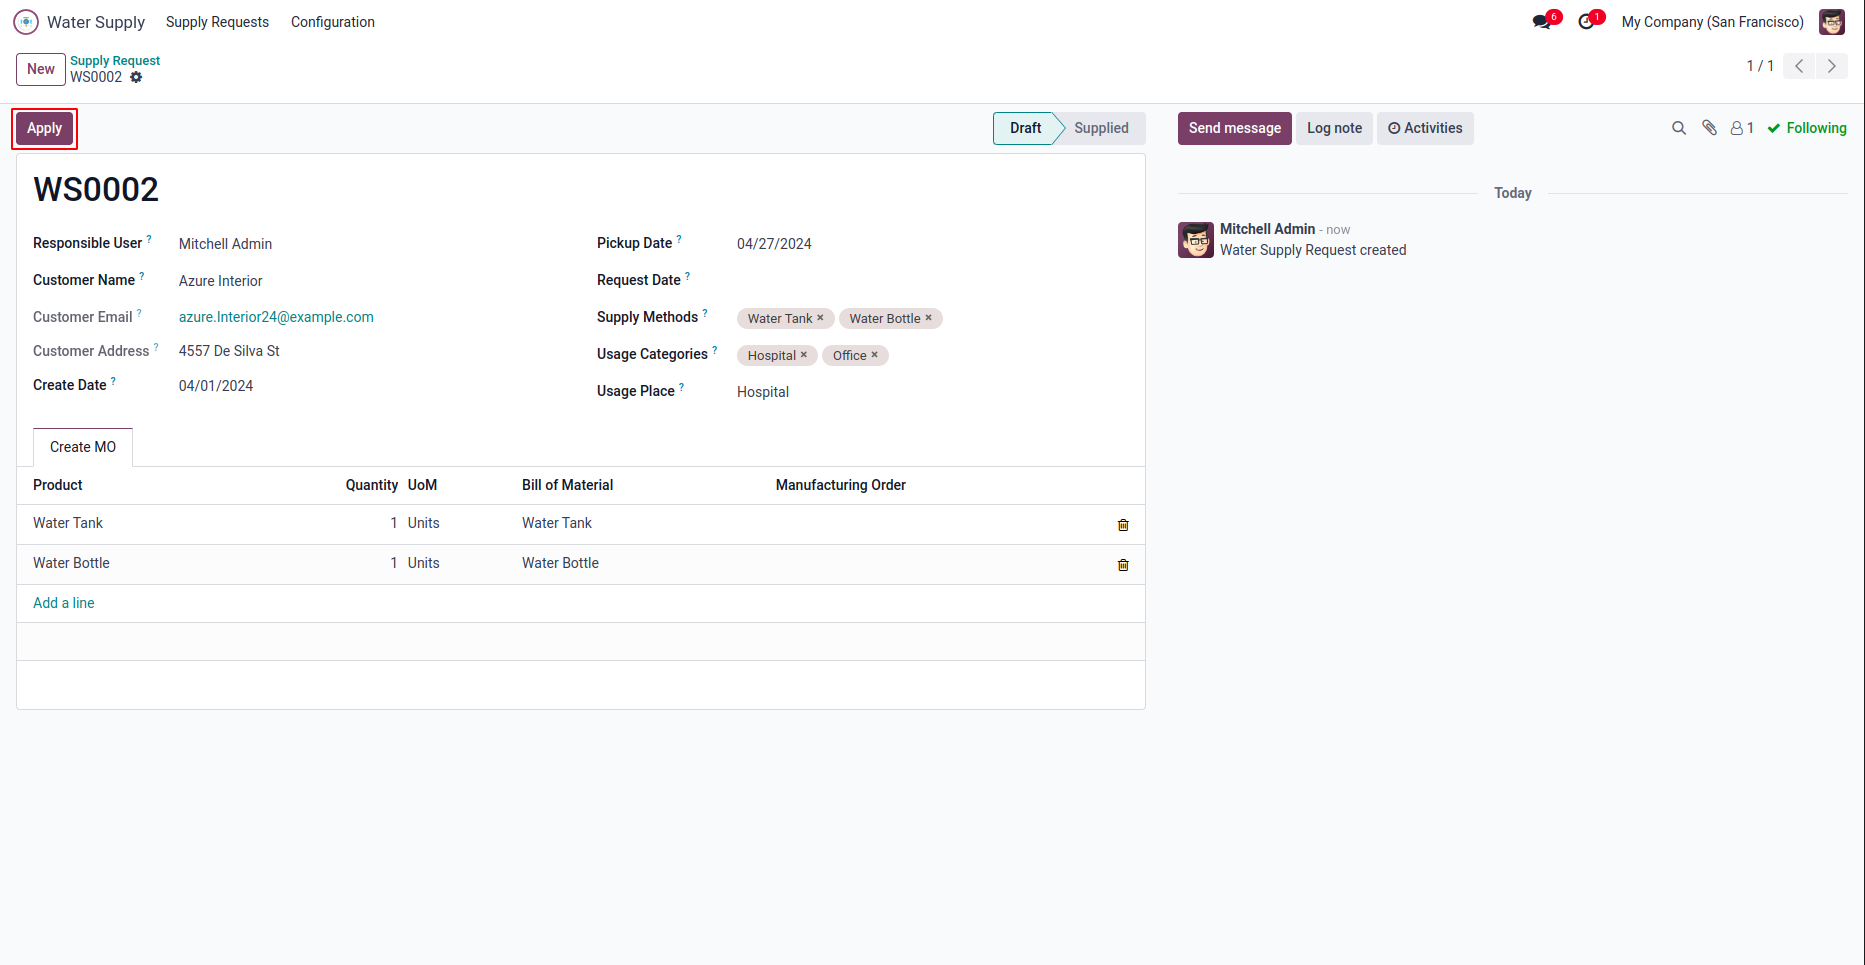 Water Supply Supply Requests Configuration 6 1 My Company (San Francisco)
New Supply Request
WS0002
1 / 1
Apply Draft Supplied Send message Log note Activities 1 Following
WS0002
Today
Responsible User ? Mitchell Admin Pickup Date ? 04/27/2024
Mitchell Admin - now
Water Supply Request created
Customer Name ? Azure Interior Request Date ?
Customer Email ? azure.Interior24@example.com Supply Methods ? Water Tank × Water Bottle ×
Customer Address ? 4557 De Silva St Usage Categories ? Hospital × Office ×
Create Date ? 04/01/2024 Usage Place ? Hospital
Create MO
Product Quantity UoM Bill of Material Manufacturing Order
Water Tank 1 Units Water Tank
Water Bottle 1 Units Water Bottle
Add a line